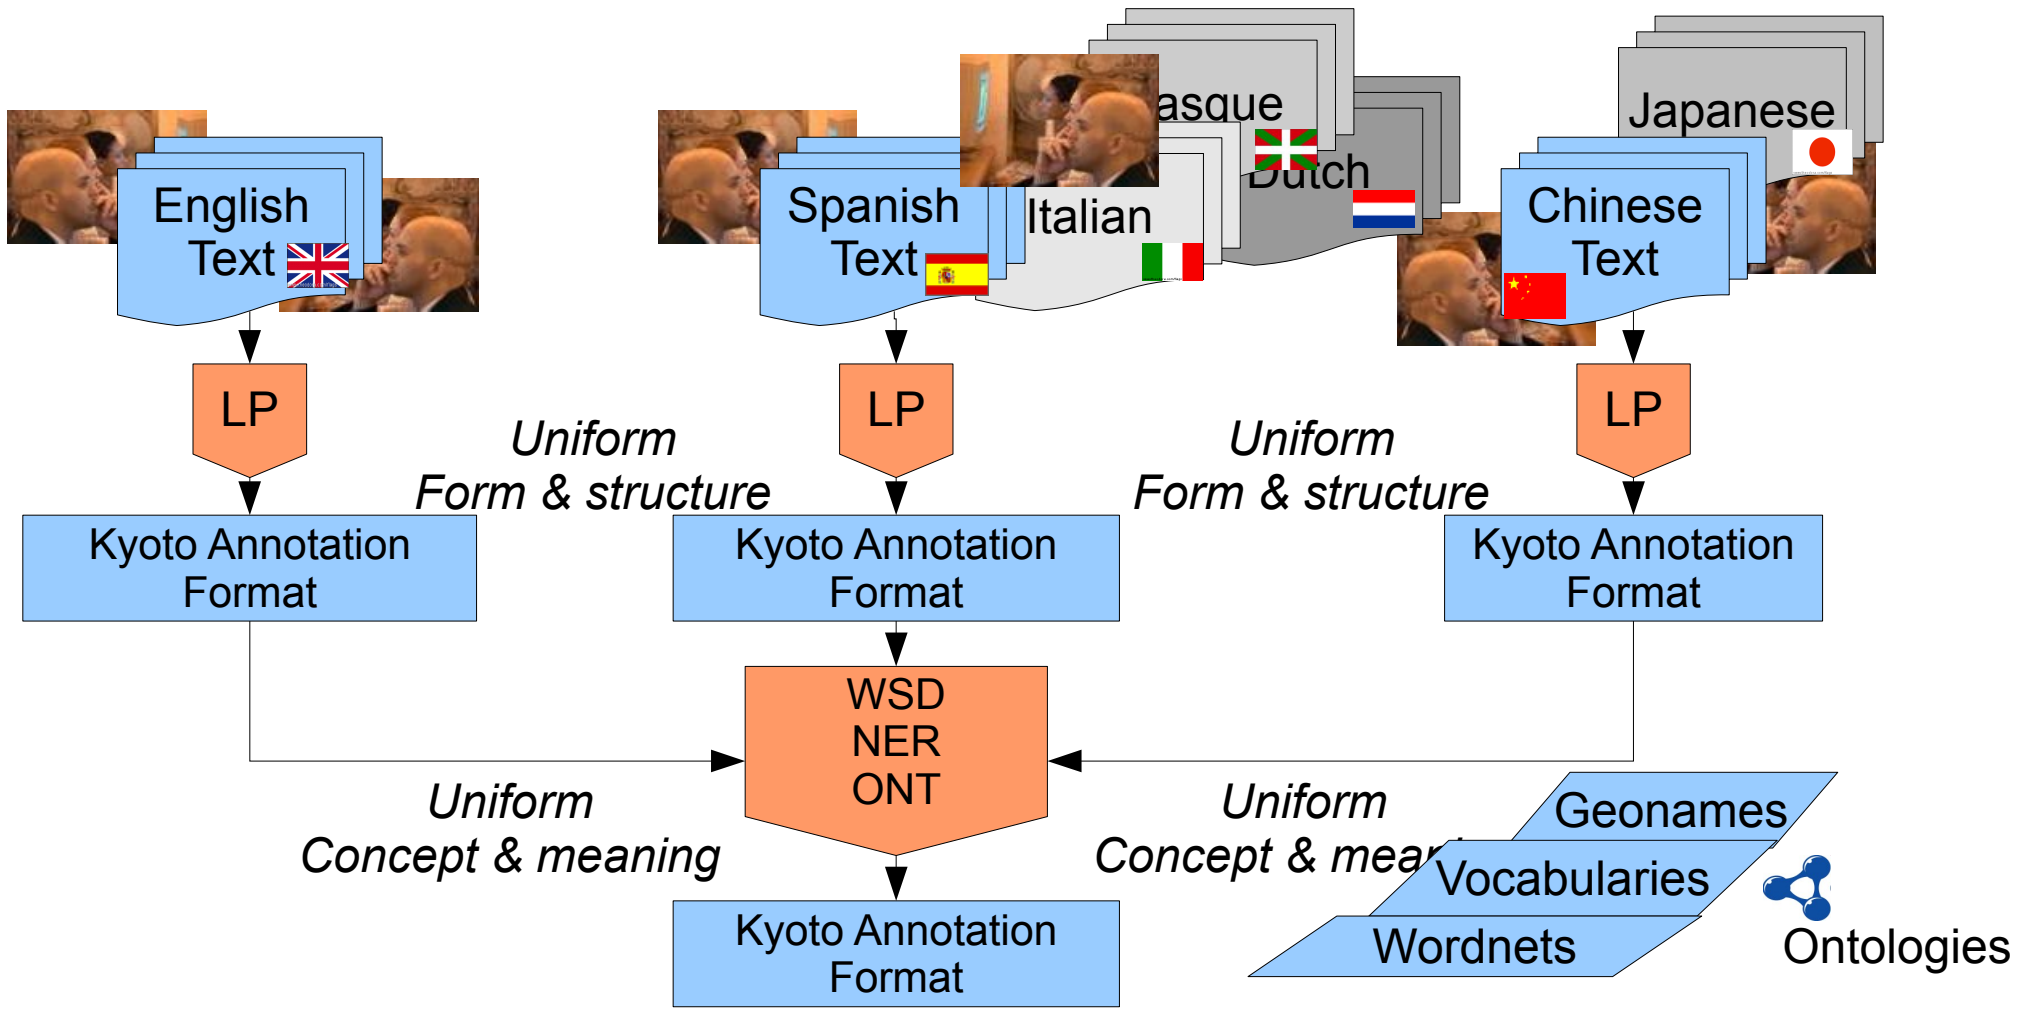 English
Text
Spanish
Text
Italian
asque
Dutch
Chinese
Text
Japanese
LP
LP
LP
Uniform
Form & structure
Uniform
Form & structure
Kyoto Annotation
Format
Kyoto Annotation
Format
Kyoto Annotation
Format
WSD
NER
ONT
Uniform
Concept & meaning
Uniform
Concept & mea
Geonames
Vocabularies
Wordnets
Ontologies
Kyoto Annotation
Format